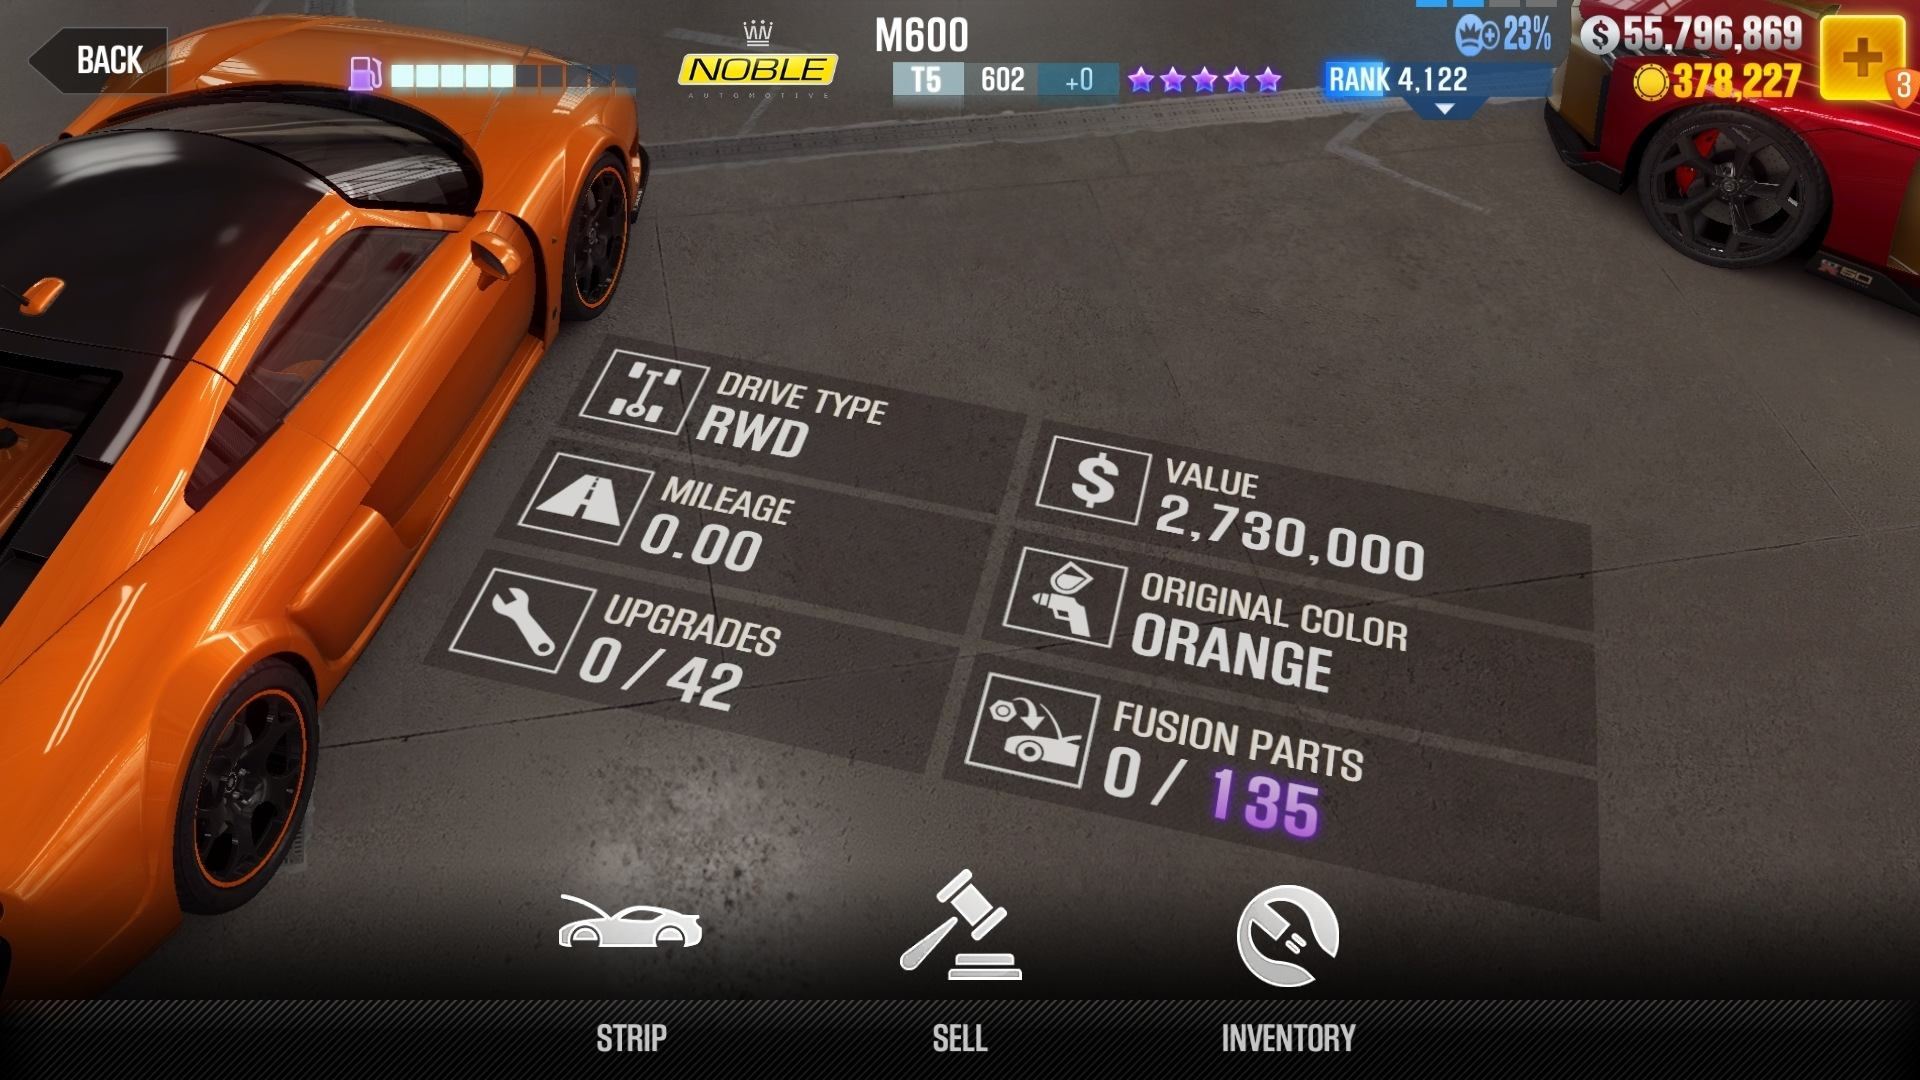 BACK
NOBLE
AUTOMOTIVE
M600
T5 602 +0
RANK 4,122
23%
$ 55,796,869
378,227
3
DRIVE TYPE
RWD
MILEAGE
0.00
UPGRADES
0 / 42
$ VALUE
2,730,000
ORIGINAL COLOR
ORANGE
FUSION PARTS
0 / 135
STRIP
SELL
INVENTORY